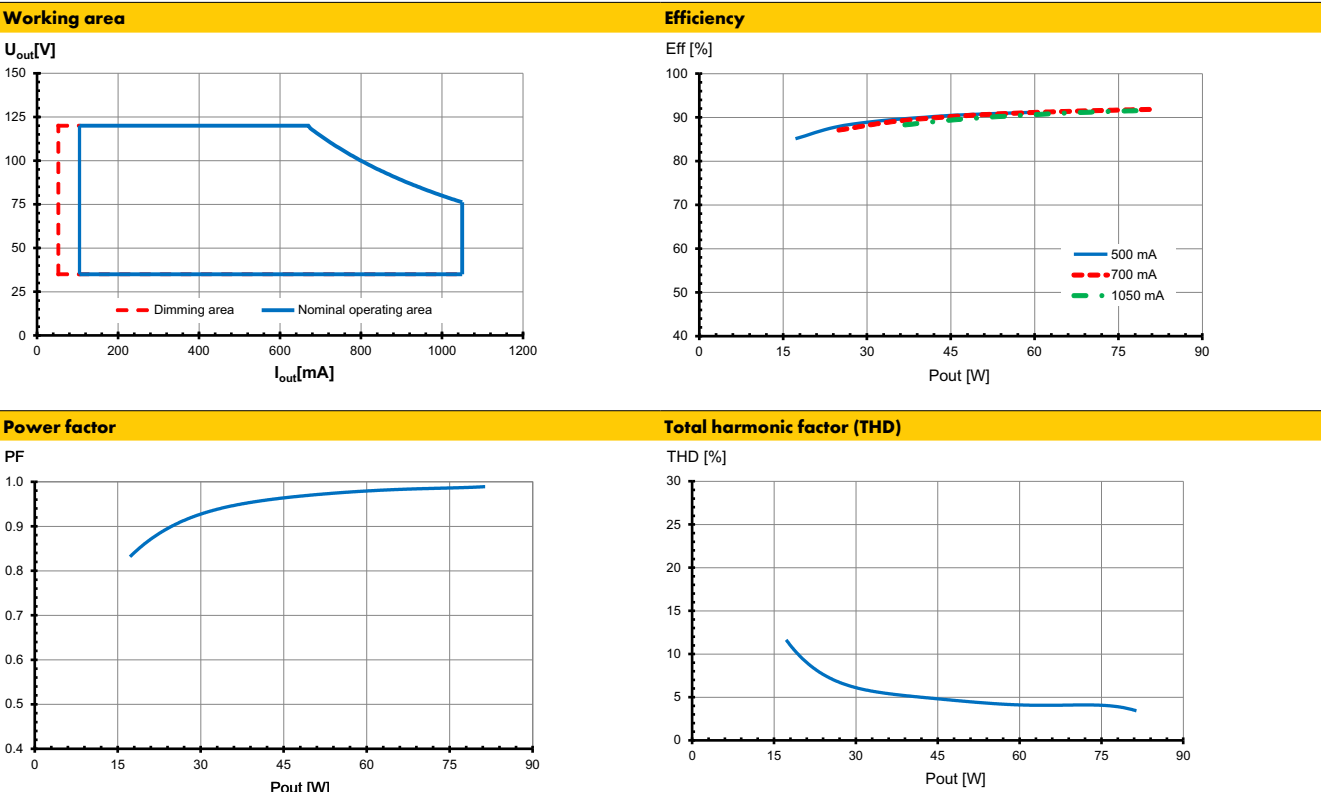 Working area
U_out[V]
150
125
100
75
50
25
0
0 200 400 600 800 1000 1200
Dimming area Nominal operating area
I_out[mA]
Efficiency
Eff [%]
100
90
80
70
60
50
40
500 mA
700 mA
1050 mA
0 15 30 45 60 75 90
Pout [W]
Power factor
PF
1.0
0.9
0.8
0.7
0.6
0.5
0.4
0 15 30 45 60 75 90
Pout [W]
Total harmonic factor (THD)
THD [%]
30
25
20
15
10
5
0
0 15 30 45 60 75 90
Pout [W]